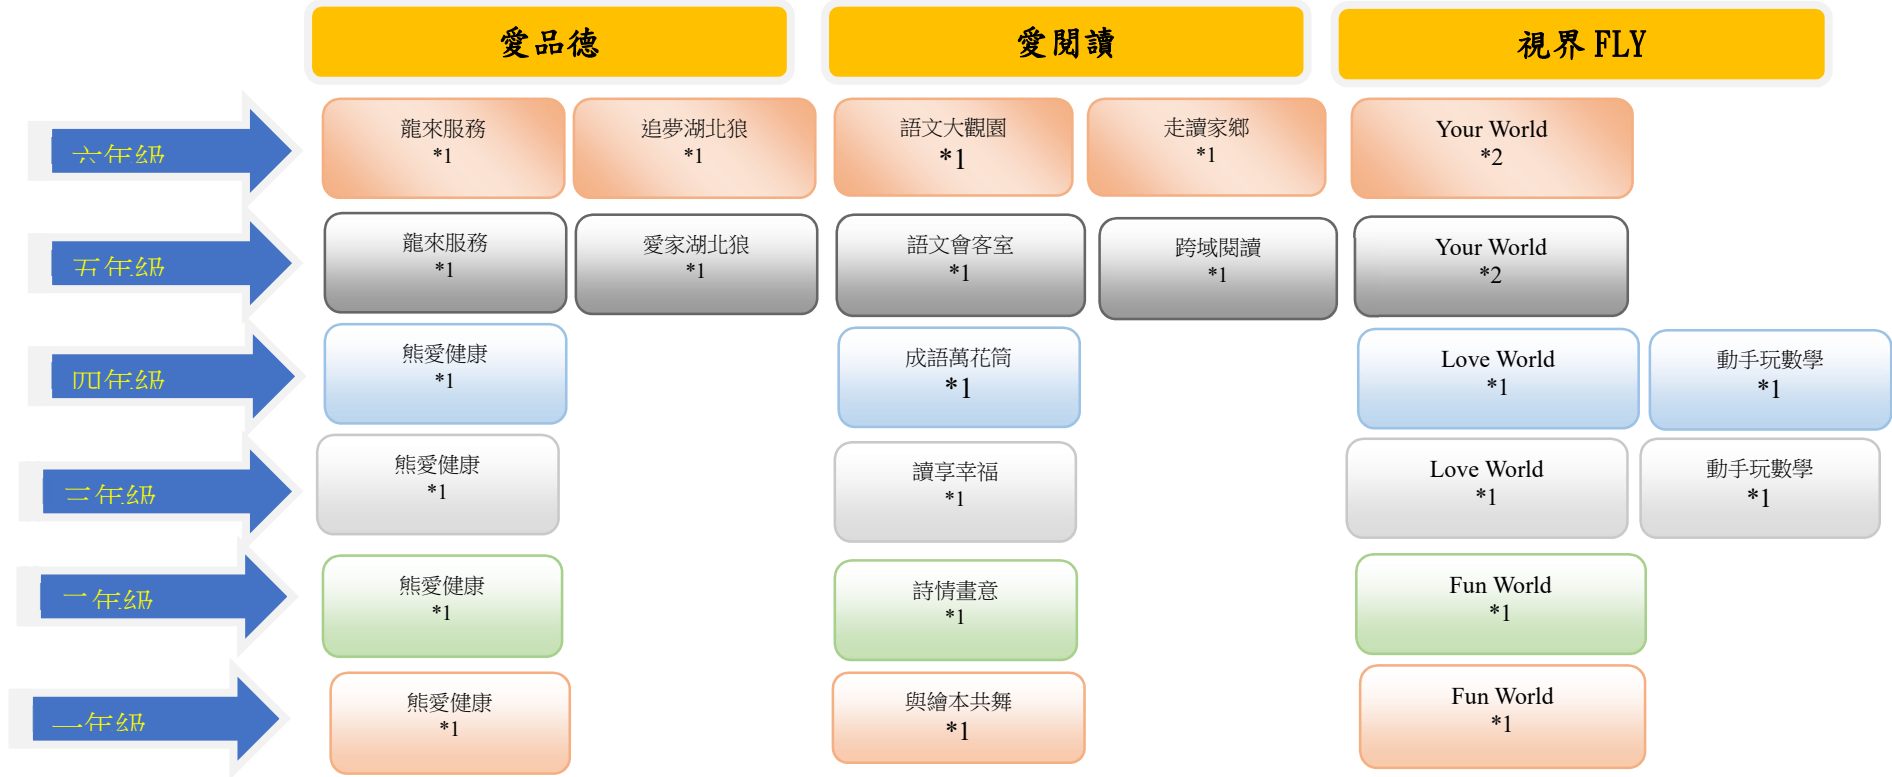 愛品德
愛閱讀
視界 FLY
六年級
龍來服務
*1
追夢湖北狼
*1
語文大觀園
*1
走讀家鄉
*1
Your World
*2
五年級
龍來服務
*1
愛家湖北狼
*1
語文會客室
*1
跨域閱讀
*1
Your World
*2
四年級
熊愛健康
*1
成語萬花筒
*1
Love World
*1
動手玩數學
*1
三年級
熊愛健康
*1
讀享幸福
*1
Love World
*1
動手玩數學
*1
二年級
熊愛健康
*1
詩情畫意
*1
Fun World
*1
一年級
熊愛健康
*1
與繪本共舞
*1
Fun World
*1